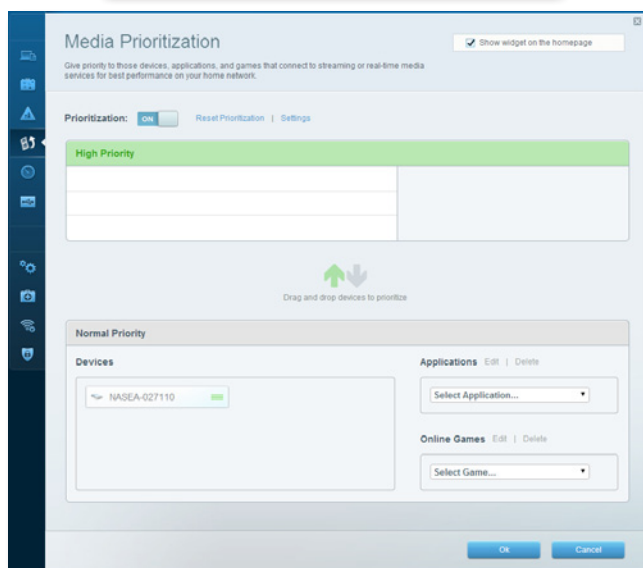 Media Prioritization
Show widget on the homepage
Give priority to those devices, applications, and games that connect to streaming or real-time media
services for best performance on your home network.
Prioritization: ON Reset Prioritization | Settings
High Priority
Drag and drop devices to prioritize
Normal Priority
Devices
NASEA-027110
Applications Edit | Delete
Select Application...
Online Games Edit | Delete
Select Game...
Ok Cancel